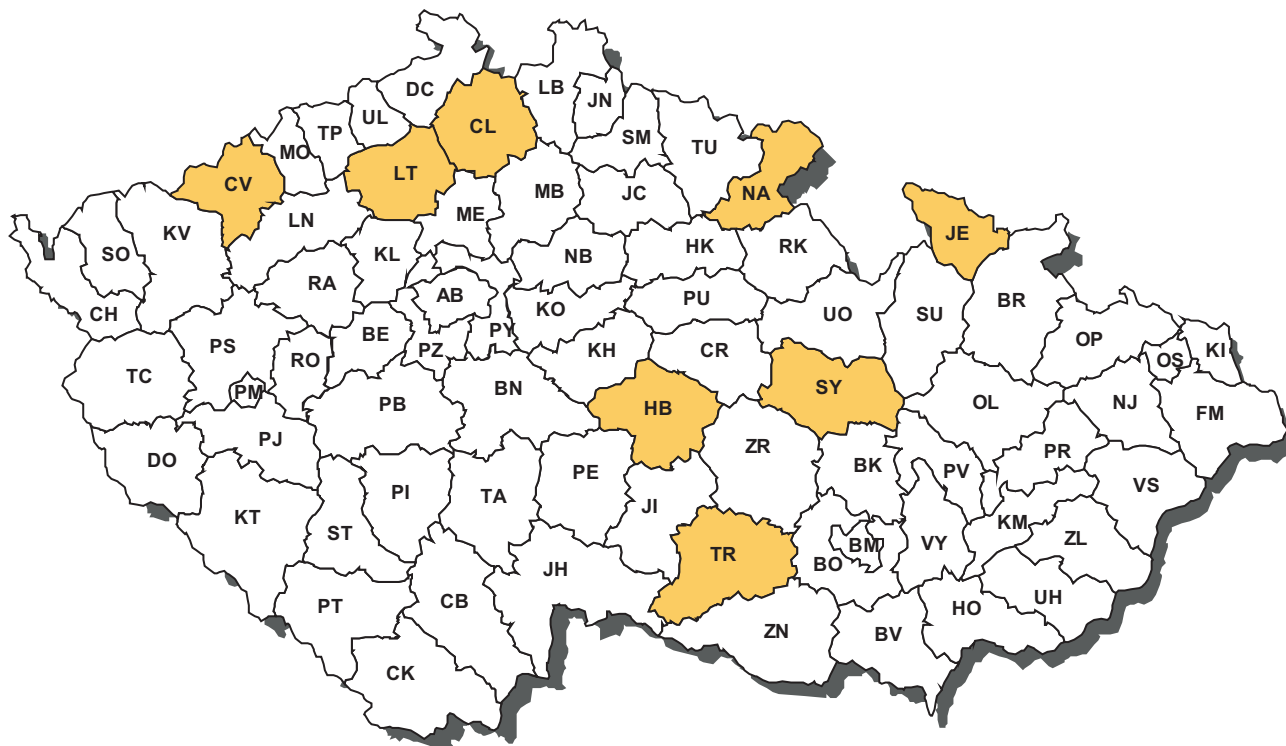 DC
LB
JN
UL
CL
TP
SM
TU
MO
LT
CV
NA
MB
JC
ME
LN
KV
SO
JE
HK
RK
KL
NB
RA
AB
PU
BR
CH
KO
UO
SU
PY
BE
OP
PS
PZ
KH
CR
RO
OS
KI
TC
PM
BN
SY
PB
HB
OL
NJ
FM
PJ
ZR
DO
PE
BK
PV
PR
VS
PI
TA
JI
KT
KM
ST
TR
BM
VY
ZL
BO
JH
CB
PT
HO
UH
ZN
BV
CK